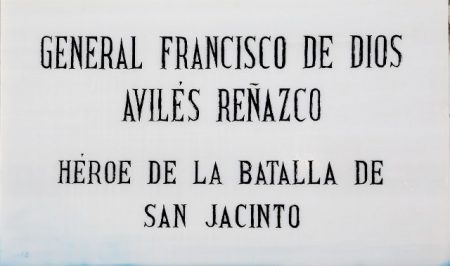 GENERAL FRANCISCO DE DIOS
AVILÉS REÑAZCO
HÉROE DE LA BATALLA DE
SAN JACINTO